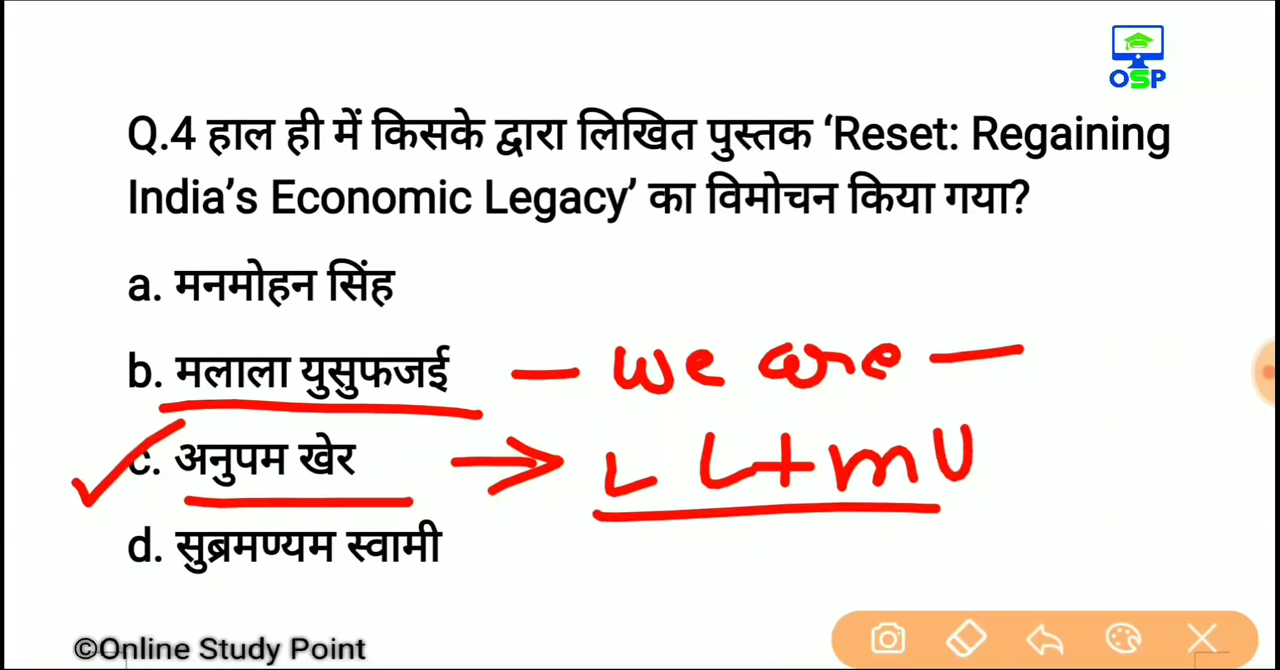 OSP
Q.4 हाल ही में किसके द्वारा लिखित पुस्तक ‘Reset: Regaining
India’s Economic Legacy’ का विमोचन किया गया?
a. मनमोहन सिंह
b. मलाला युसुफजई — we are —
c. अनुपम खेर → L L+mU
d. सुब्रमण्यम स्वामी
©Online Study Point